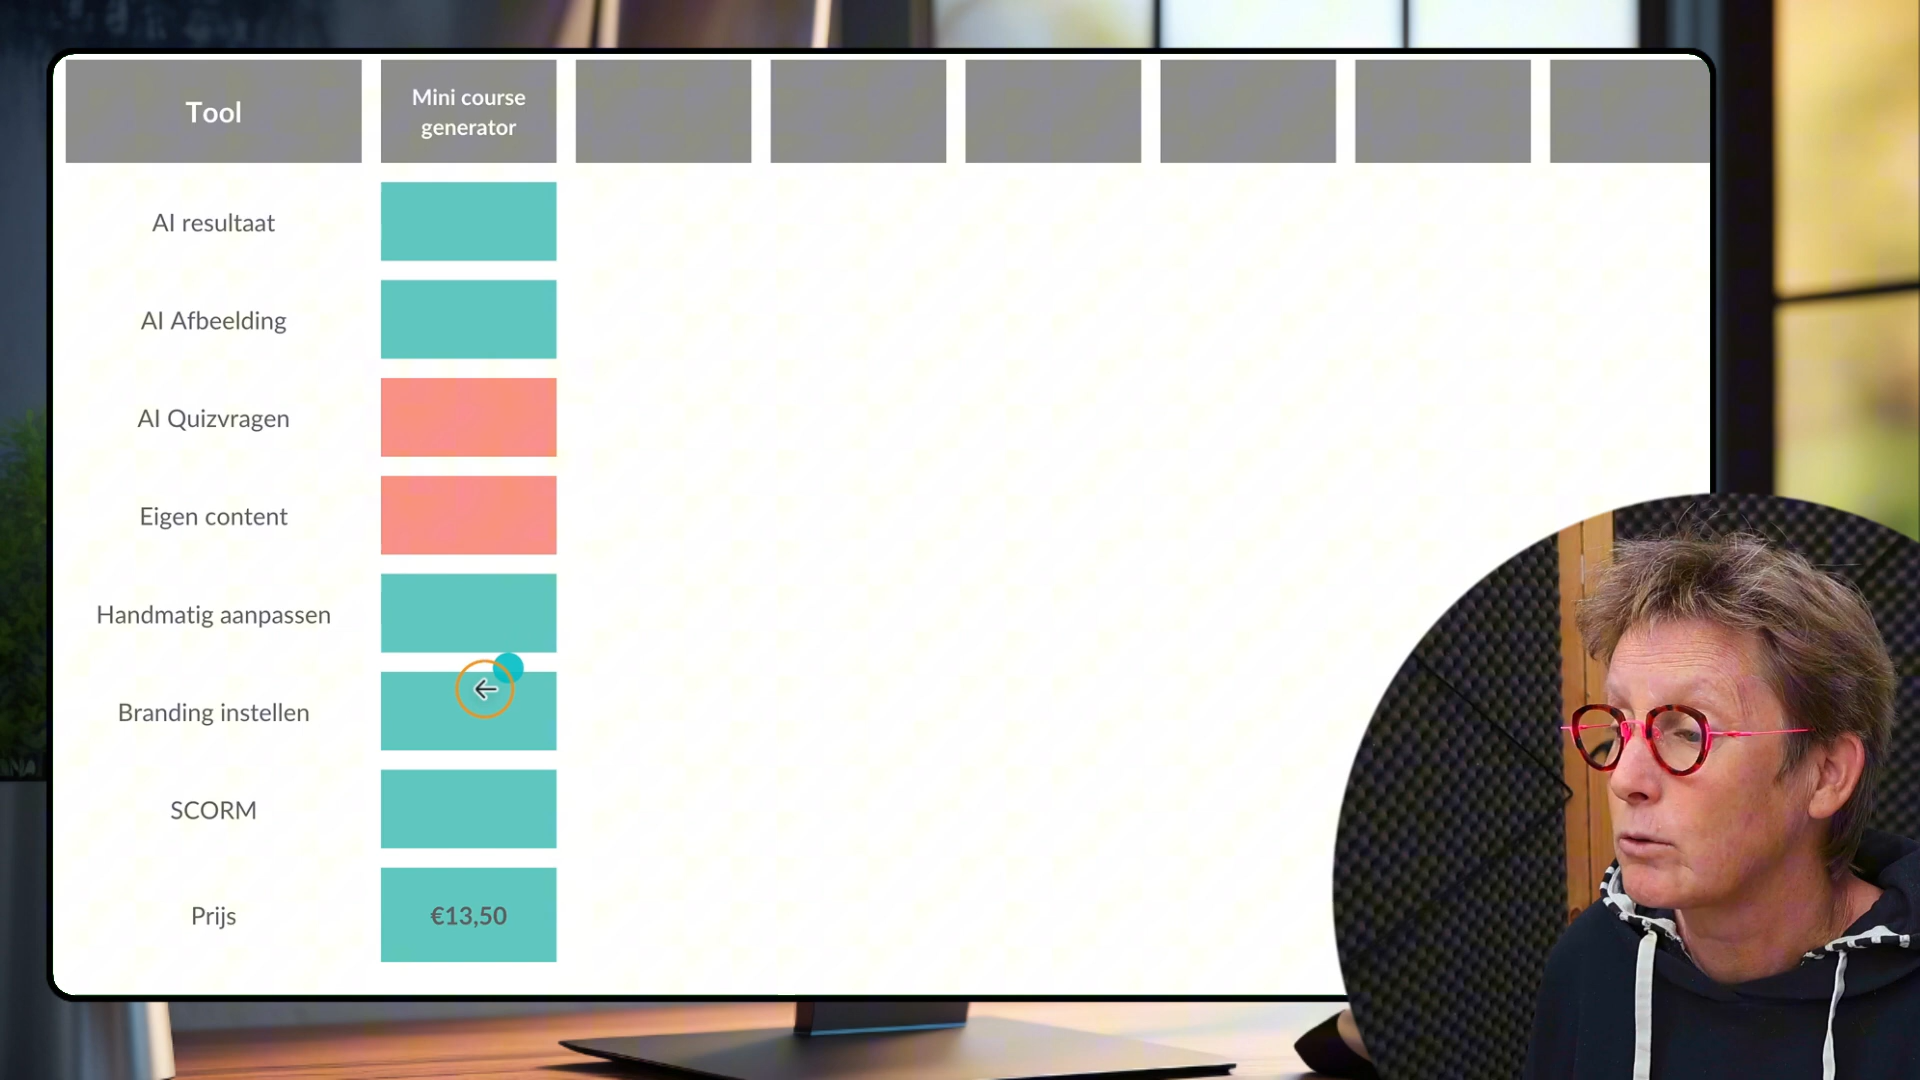 Tool
Mini course
generator
AI resultaat
AI Afbeelding
AI Quizvragen
Eigen content
Handmatig aanpassen
Branding instellen
SCORM
Prijs
€13,50